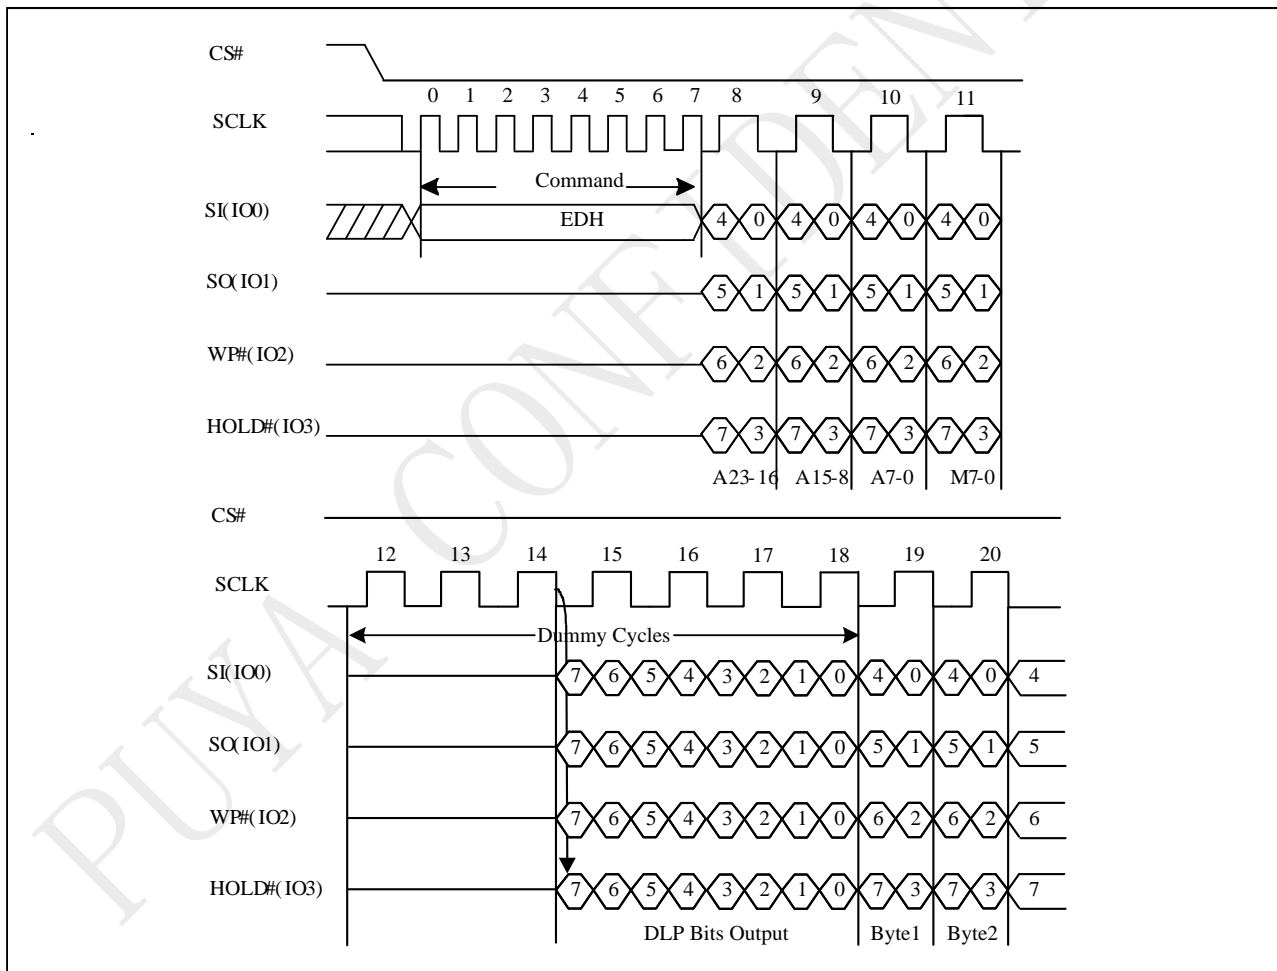 CS#
0 1 2 3 4 5 6 7 8 9 10 11
SCLK
Command
SI(IO0) EDH 4 0 4 0 4 0 4 0
SO(IO1) 5 1 5 1 5 1 5 1
WP#(IO2) 6 2 6 2 6 2 6 2
HOLD#(IO3) 7 3 7 3 7 3 7 3
A23-16 A15-8 A7-0 M7-0
CS#
12 13 14 15 16 17 18 19 20
SCLK
Dummy Cycles
SI(IO0) 7 6 5 4 3 2 1 0 4 0 4 0 4
SO(IO1) 7 6 5 4 3 2 1 0 5 1 5 1 5
WP#(IO2) 7 6 5 4 3 2 1 0 6 2 6 2 6
HOLD#(IO3) 7 6 5 4 3 2 1 0 7 3 7 3 7
DLP Bits Output Byte1 Byte2
PUYA CONFIDEN